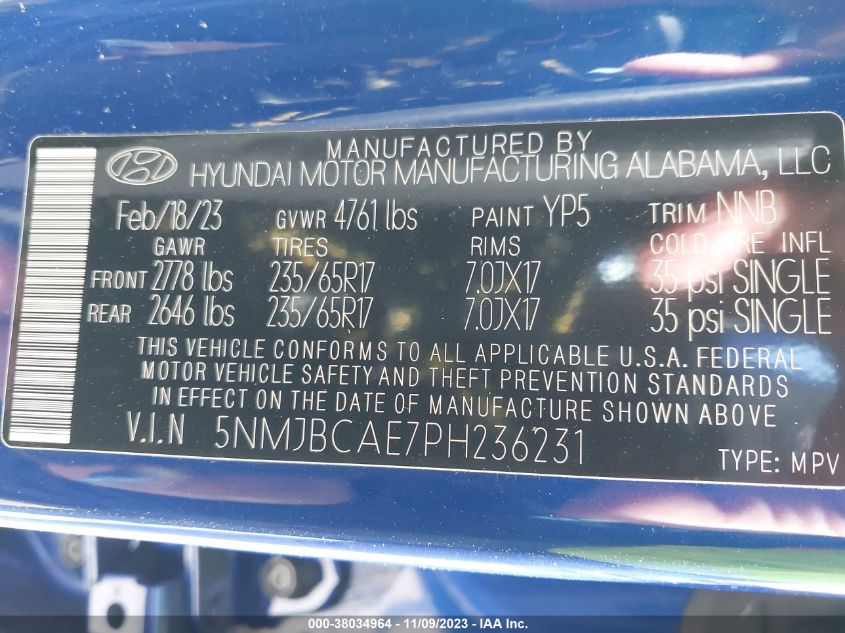 MANUFACTURED BY
HYUNDAI MOTOR MANUFACTURING ALABAMA, LLC
Feb/18/23 GVWR 4761 lbs PAINT YP5 TRIM NNB
GAWR TIRES RIMS COLD TIRE INFL
FRONT 2778 lbs 235/65R17 7.0JX17 35 psi SINGLE
REAR 2646 lbs 235/65R17 7.0JX17 35 psi SINGLE
THIS VEHICLE CONFORMS TO ALL APPLICABLE U.S.A. FEDERAL
MOTOR VEHICLE SAFETY AND THEFT PREVENTION STANDARDS
IN EFFECT ON THE DATE OF MANUFACTURE SHOWN ABOVE
V.I.N 5NMJBCAE7PH236231 TYPE: MPV
000-38034964 - 11/09/2023 - IAA Inc.